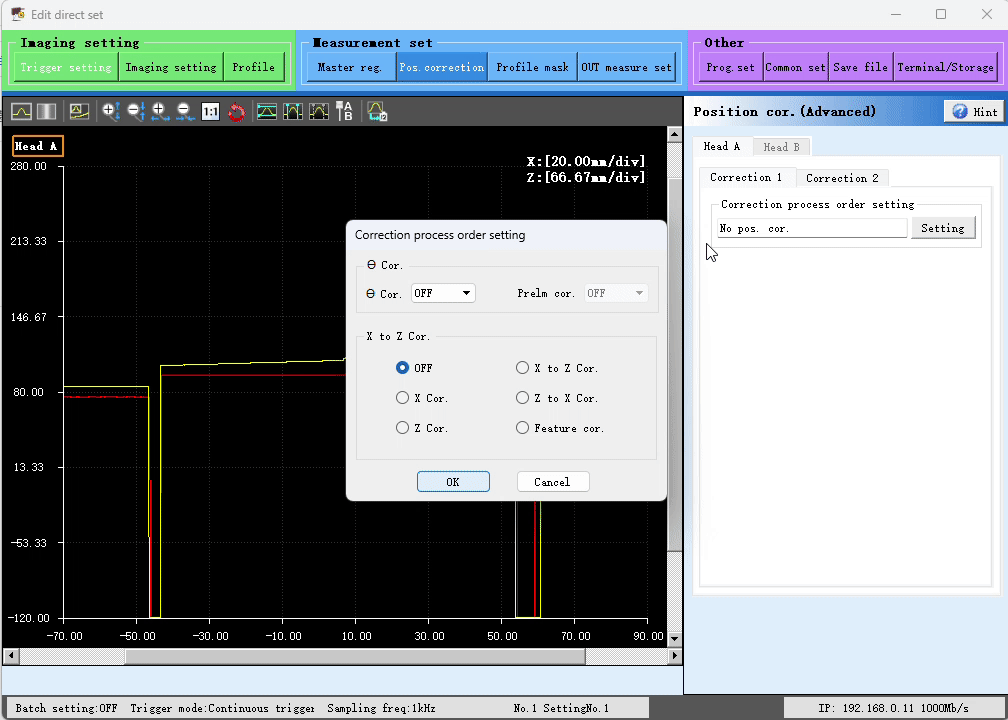 Edit direct set
Imaging setting
Trigger setting
Imaging setting
Profile
Measurement set
Master reg.
Pos.correction
Profile mask
OUT measure set
Other
Prog.set
Common set
Save file
Terminal/Storage
1:1
A
B
Head A
X:[20.00mm/div]
Z:[66.67mm/div]
280.00
213.33
146.67
80.00
13.33
-53.33
-120.00
-70.00
-50.00
-30.00
-10.00
10.00
30.00
50.00
70.00
90.00
Correction process order setting
Θ Cor.
Θ Cor.
OFF
Prelm cor.
OFF
X to Z Cor.
OFF
X to Z Cor.
X Cor.
Z to X Cor.
Z Cor.
Feature cor.
OK
Cancel
Position cor.(Advanced)
? Hint
Head A
Head B
Correction 1
Correction 2
Correction process order setting
No pos. cor.
Setting
Batch setting:OFF
Trigger mode:Continuous trigger
Sampling freq:1kHz
No.1 SettingNo.1
IP: 192.168.0.11 1000Mb/s